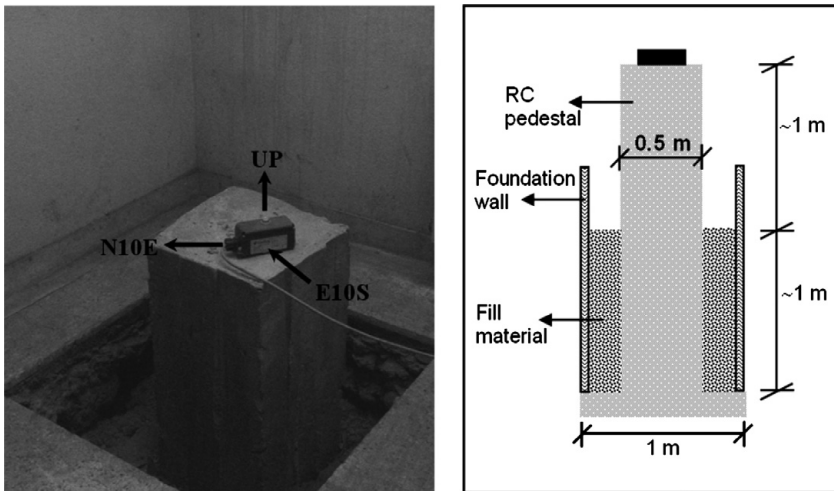 UP
N10E
E10S
RC
pedestal
0.5 m
~1 m
Foundation
wall
Fill
material
~1 m
1 m